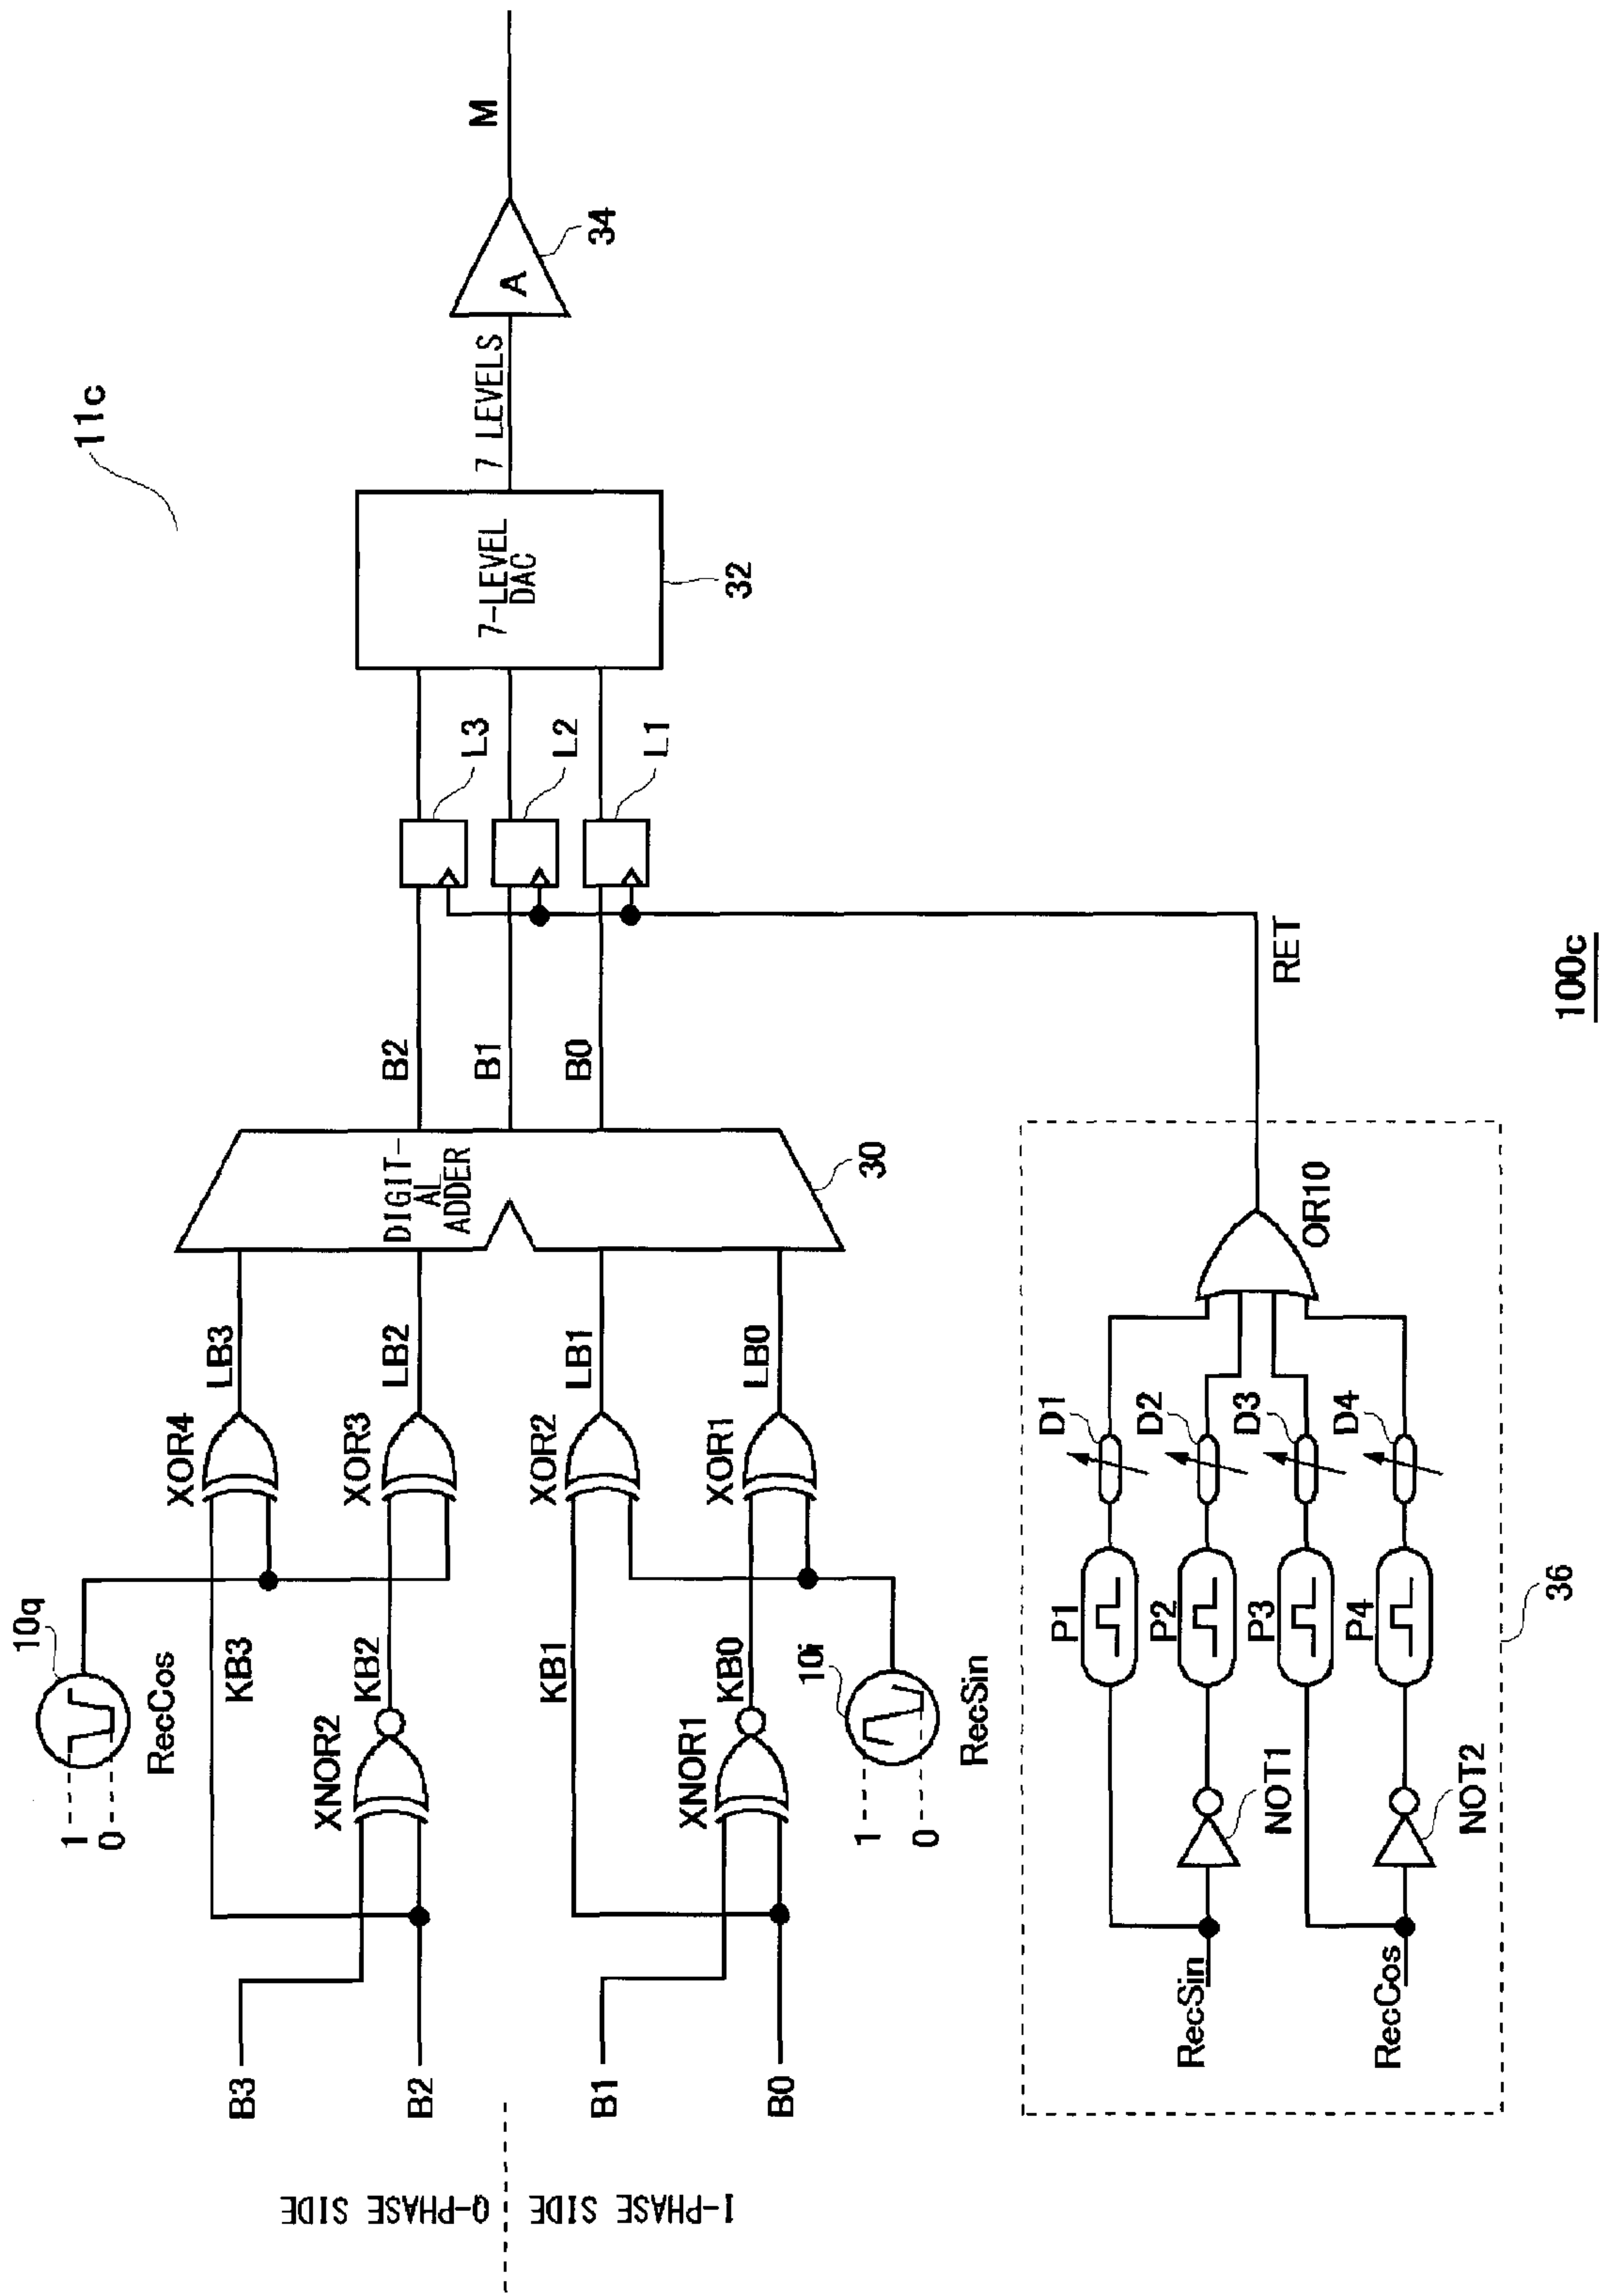 11c
10q
1
0
RecCos
B3
B2
B1
B0
Q-PHASE SIDE
I-PHASE SIDE
XNOR2
KB3
KB2
XOR4
XOR3
LB3
LB2
XNOR1
KB1
KB0
XOR2
XOR1
LB1
LB0
1
0
10i
RecSin
DIGIT-
AL
ADDER
30
B2
B1
B0
L3
L2
L1
7-LEVEL
DAC
32
7 LEVELS
A
34
M
RET
RecSin
RecCos
NOT1
NOT2
P1
P2
P3
P4
D1
D2
D3
D4
OR10
36
100c